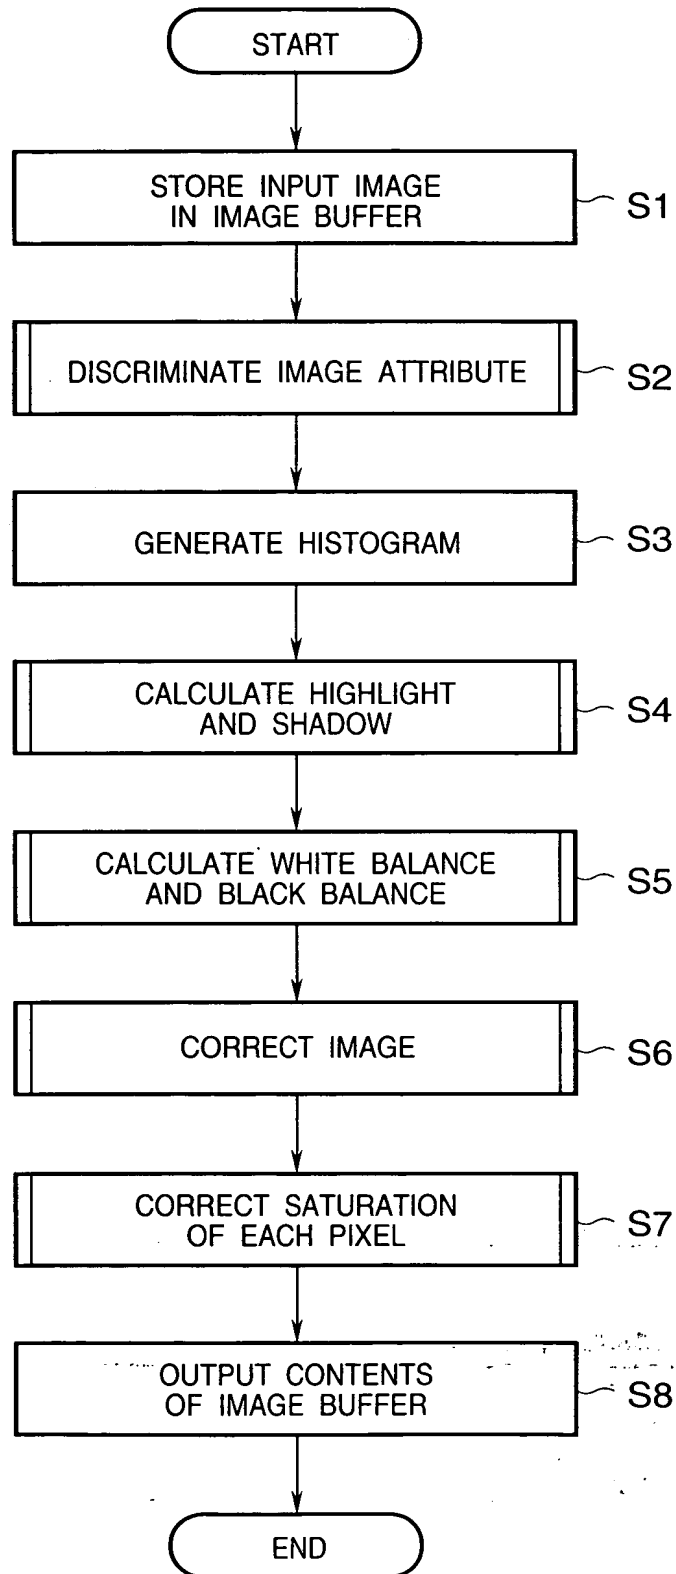 START
STORE INPUT IMAGE
IN IMAGE BUFFER
S1
DISCRIMINATE IMAGE ATTRIBUTE
S2
GENERATE HISTOGRAM
S3
CALCULATE HIGHLIGHT
AND SHADOW
S4
CALCULATE WHITE BALANCE
AND BLACK BALANCE
S5
CORRECT IMAGE
S6
CORRECT SATURATION
OF EACH PIXEL
S7
OUTPUT CONTENTS
OF IMAGE BUFFER
S8
END